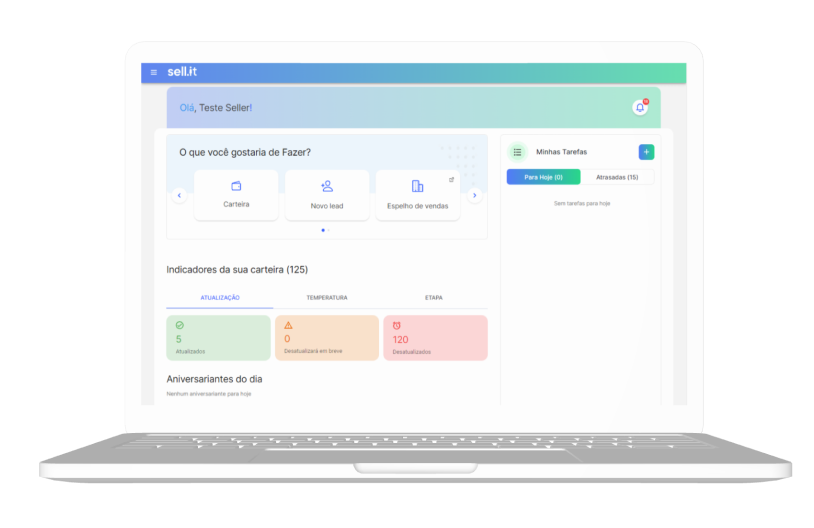 sell.it
Olá, Teste Seller!
O que você gostaria de Fazer?
Carteira
Novo lead
Espelho de vendas
Indicadores da sua carteira (125)
ATUALIZAÇÃO
TEMPERATURA
ETAPA
5
Atualizados
0
Desatualizará em breve
120
Desatualizados
Aniversariantes do dia
Nenhum aniversariante para hoje
Minhas Tarefas
Para Hoje (0)
Atrasadas (15)
Sem tarefas para hoje